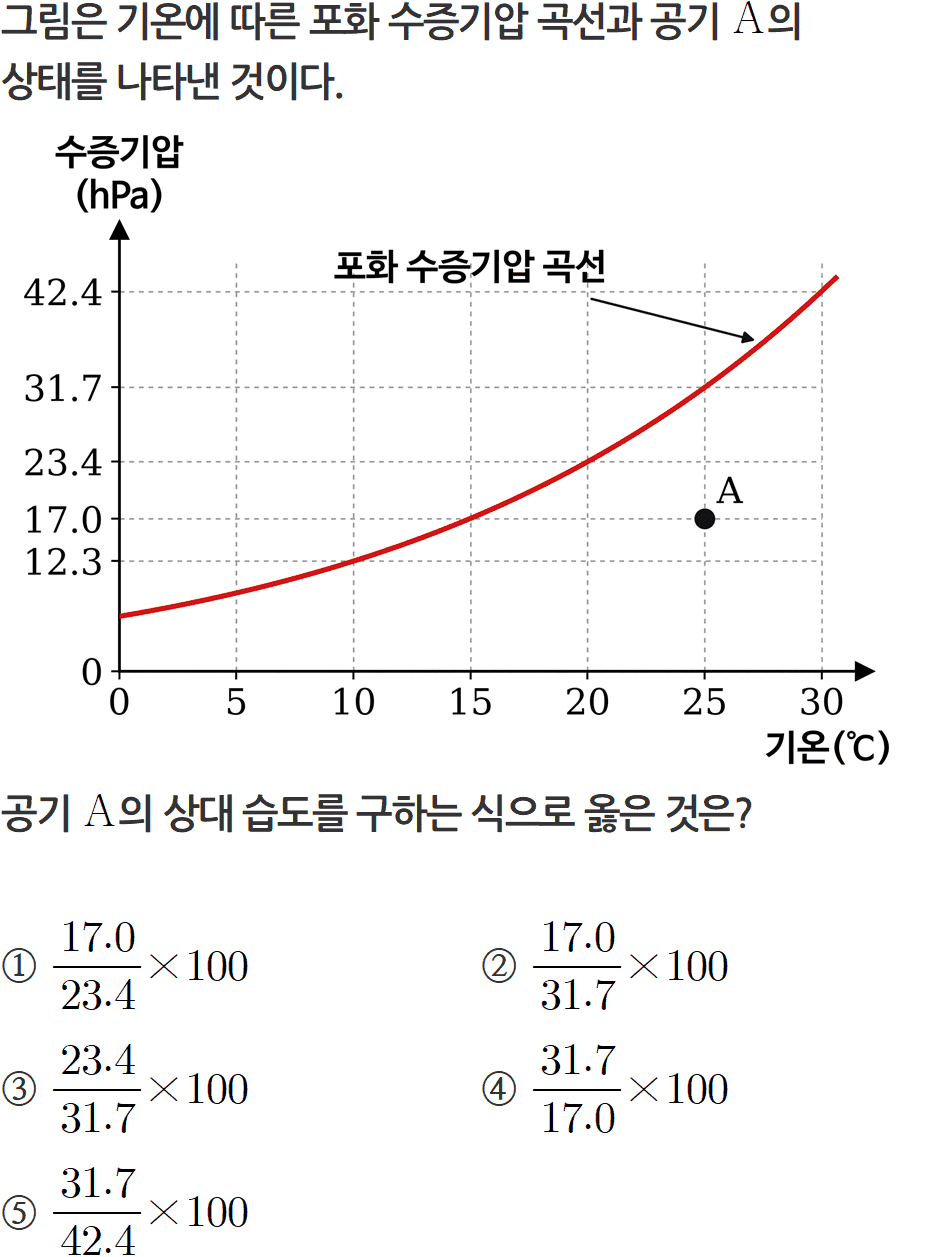 그림은 기온에 따른 포화 수증기압 곡선과 공기 A의
상태를 나타낸 것이다.
수증기압
(hPa)
포화 수증기압 곡선
42.4
31.7
23.4
17.0
12.3
0
A
0 5 10 15 20 25 30
기온(℃)
공기 A의 상대 습도를 구하는 식으로 옳은 것은?
① 17.0/23.4 ×100 ② 17.0/31.7 ×100
③ 23.4/31.7 ×100 ④ 31.7/17.0 ×100
⑤ 31.7/42.4 ×100